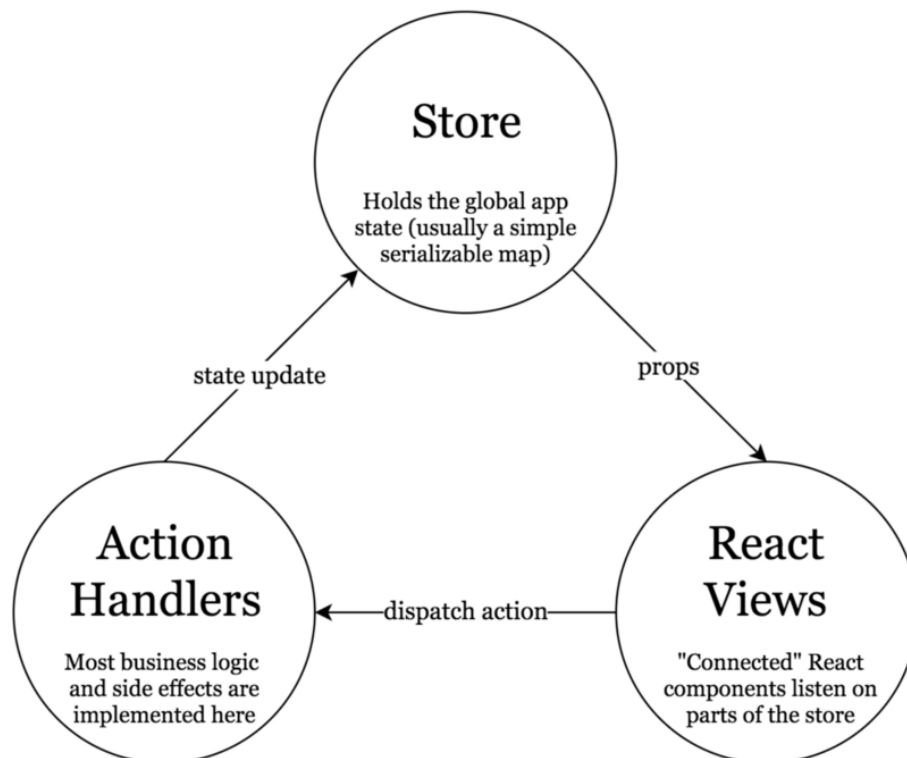 Store
Holds the global app
state (usually a simple
serializable map)
state update
props
Action
Handlers
Most business logic
and side effects are
implemented here
dispatch action
React
Views
"Connected" React
components listen on
parts of the store